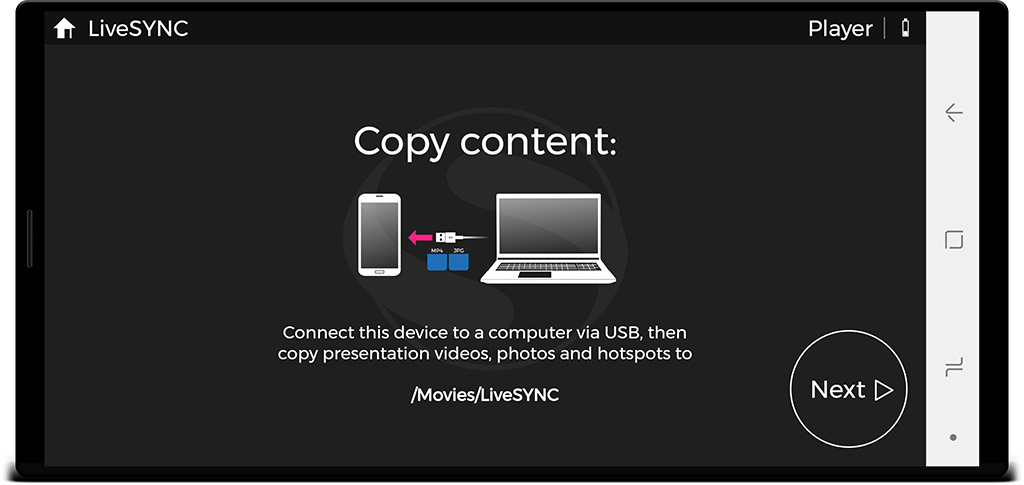 LiveSYNC
Player
Copy content:
MP4 JPG
Connect this device to a computer via USB, then
copy presentation videos, photos and hotspots to
/Movies/LiveSYNC
Next